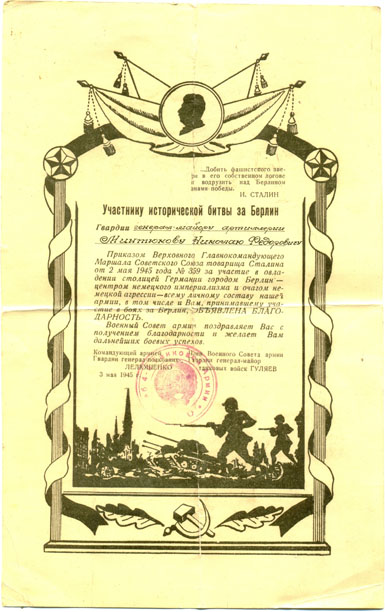 ...Добить фашистского зве-
ря в его собственном логове
и водрузить над Берлином
знамя победы.
И. СТАЛИН
Участнику исторической битвы за Берлин
Гвардии генерал-майору артиллерии
Николаю Федоровичу
Приказом Верховного Главнокомандующего
Маршала Советского Союза товарища Сталина
от 2 мая 1945 года № 359 за участие в овла-
дении столицей Германии городом Берлин—
центром немецкого империализма и очагом не-
мецкой агрессии—всему личному составу нашей
армии, в том числе и Вам, принимавшему уча-
стие в боях за Берлин, ОБЪЯВЛЕНА БЛАГО-
ДАРНОСТЬ.
Военный Совет армии поздравляет Вас с
получением благодарности и желает Вам
дальнейших боевых успехов.
Командующий армией Член Военного Совета армии
Гвардии генерал-полковник Гвардии генерал-майор
ЛЕЛЮШЕНКО танковых войск ГУЛЯЕВ
3 мая 1945